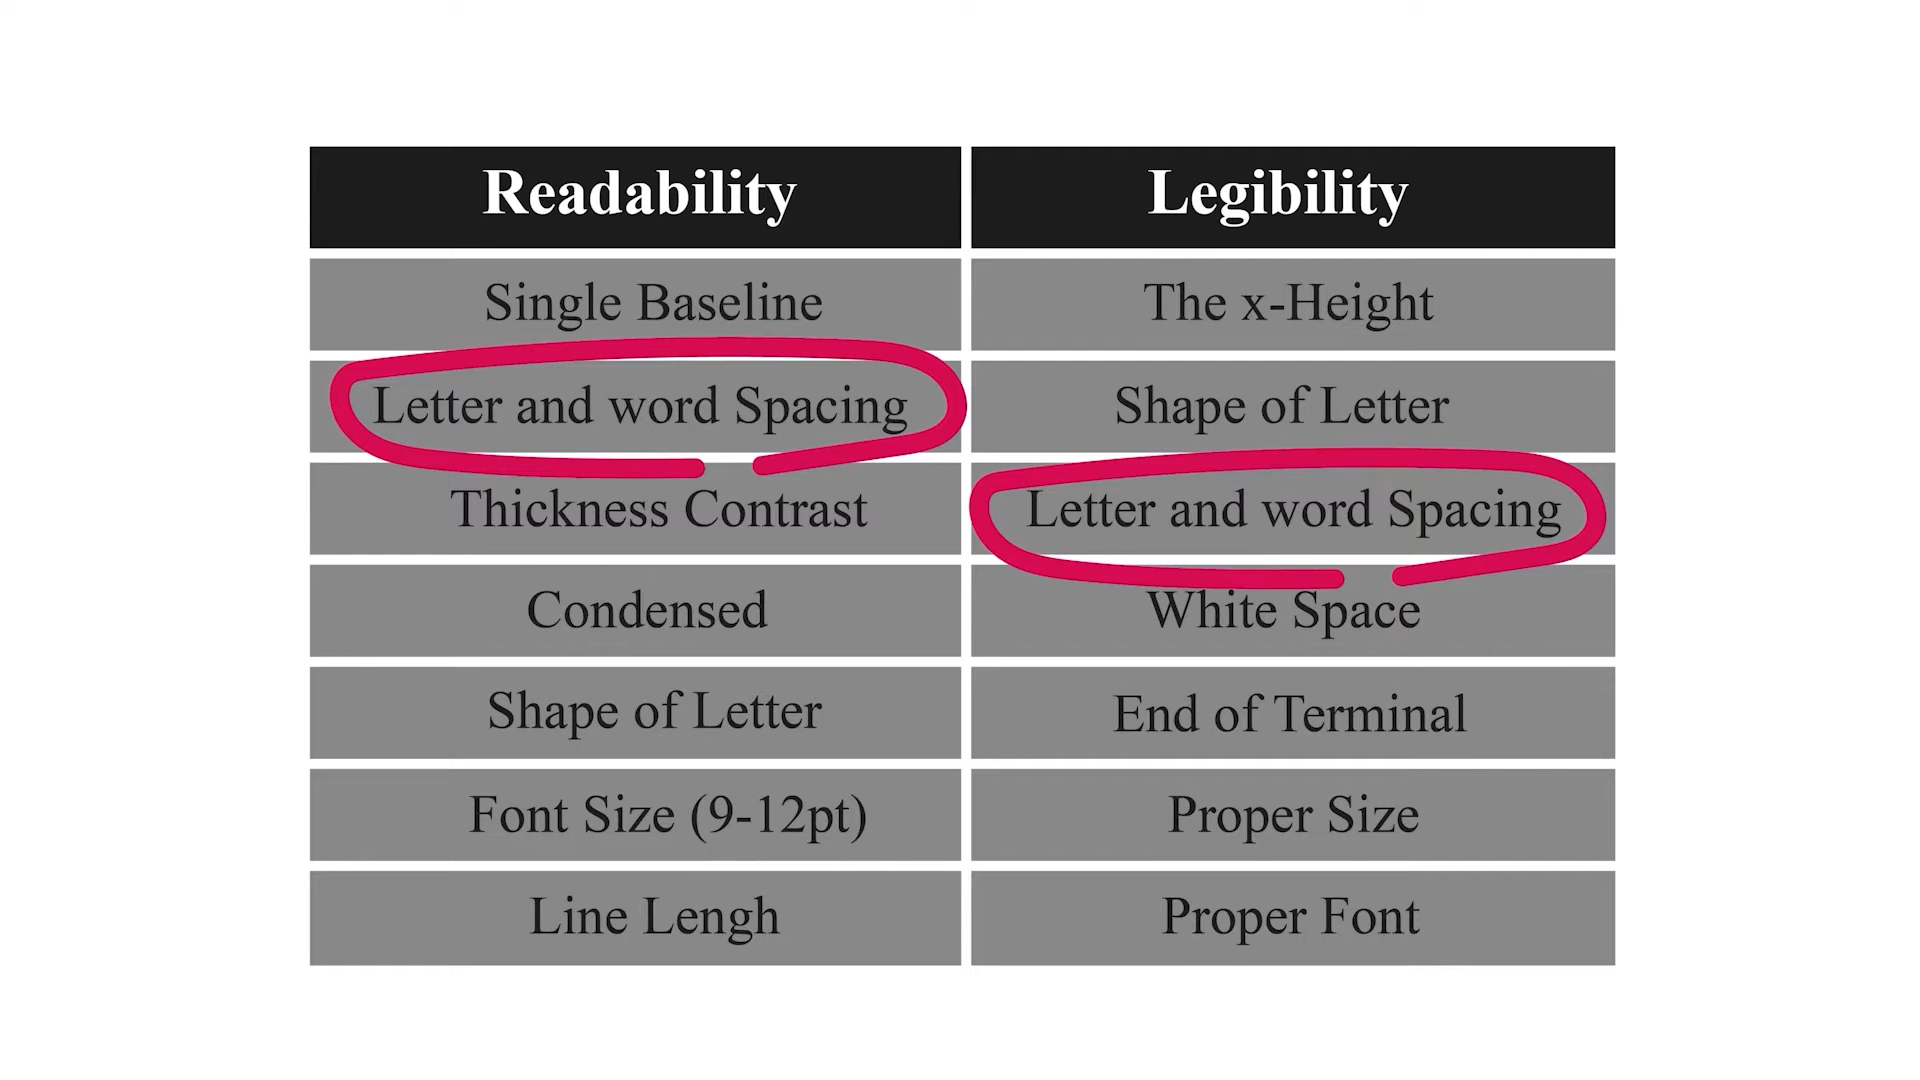 Readability Legibility
Single Baseline The x-Height
Letter and word Spacing Shape of Letter
Thickness Contrast Letter and word Spacing
Condensed White Space
Shape of Letter End of Terminal
Font Size (9-12pt) Proper Size
Line Lengh Proper Font